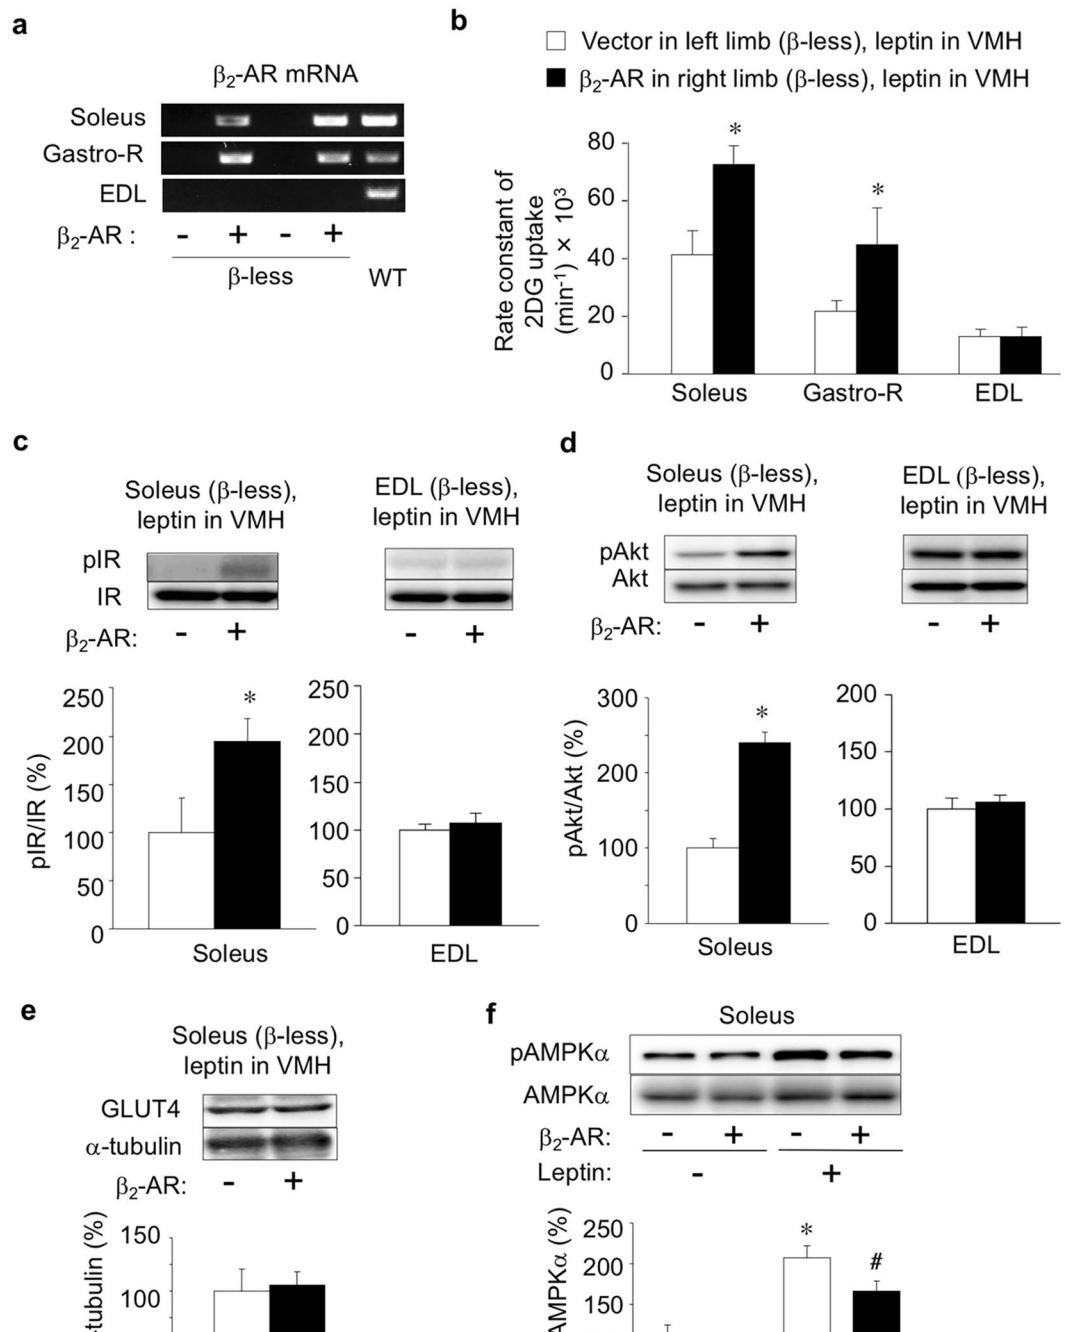 a
β2-AR mRNA
Soleus
Gastro-R
EDL
β2-AR : - + - +
β-less WT
b
Vector in left limb (β-less), leptin in VMH
β2-AR in right limb (β-less), leptin in VMH
Rate constant of
2DG uptake
(min-1) × 103
80
60
40
20
0
*
*
Soleus Gastro-R EDL
c
Soleus (β-less),
leptin in VMH
EDL (β-less),
leptin in VMH
pIR
IR
β2-AR: - + - +
pIR/IR (%)
250
200
150
100
50
0
*
Soleus
250
200
150
100
50
0
EDL
d
Soleus (β-less),
leptin in VMH
EDL (β-less),
leptin in VMH
pAkt
Akt
β2-AR: - + - +
pAkt/Akt (%)
300
200
100
0
*
Soleus
200
150
100
50
0
EDL
e
Soleus (β-less),
leptin in VMH
GLUT4
α-tubulin
β2-AR: - +
-tubulin (%)
150
100
f
Soleus
pAMPKα
AMPKα
β2-AR: - + - +
Leptin: - +
AMPKα (%)
250
200
150
*
#